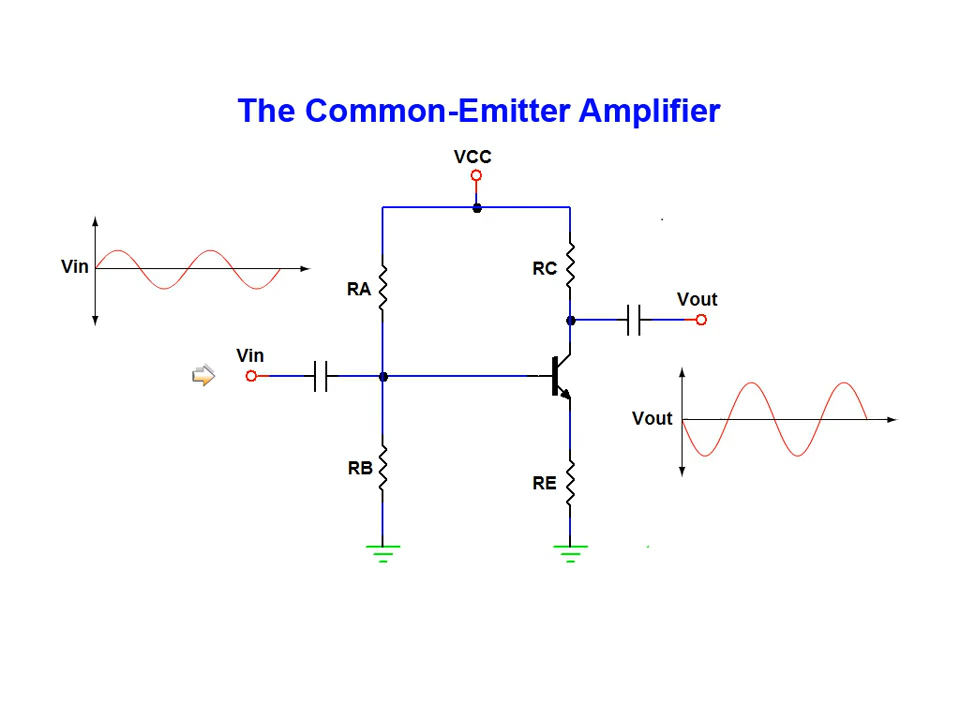 The Common-Emitter Amplifier
VCC
Vin
RC
RA
Vout
Vin
Vout
RB
RE